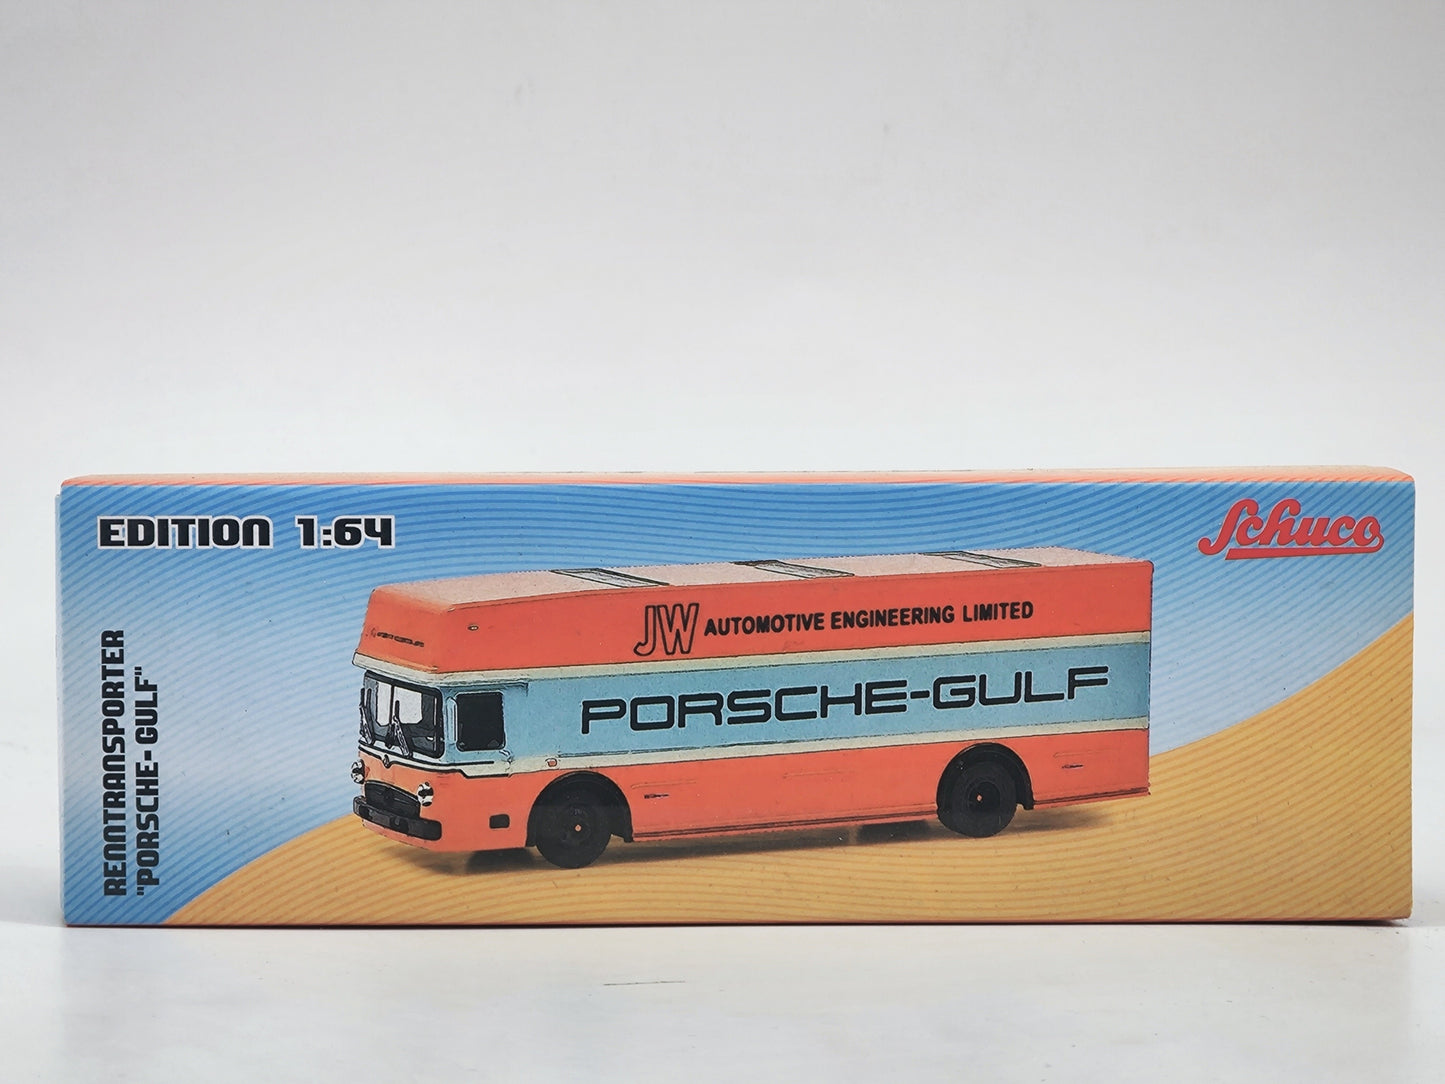 EDITION 1:64
Schuco
RENNTRANSPORTER
"PORSCHE-GULF"
JW AUTOMOTIVE ENGINEERING LIMITED
PORSCHE-GULF